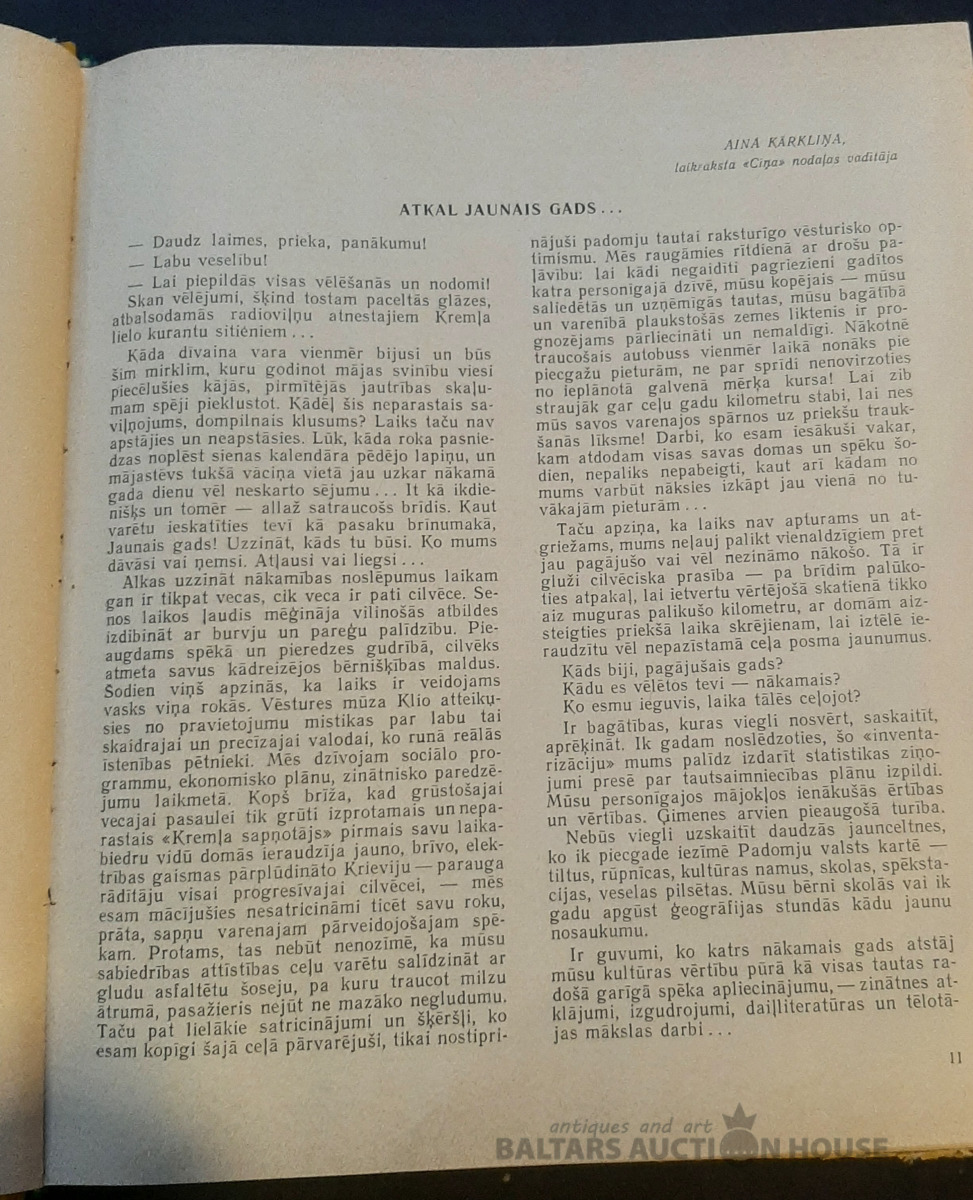 AINA KĀRKLIŅA,
laikraksta «Cīņa» nodaļas vadītāja
ATKAL JAUNAIS GADS...
— Daudz laimes, prieka, panākumu!
— Labu veselību!
— Lai piepildās visas vēlēšanās un nodomi!
Skan vēlējumi, šķind tostam paceltās glāzes,
atbalsodamās radioviļņu atnestajiem Kremļa
lielo kurantu sitieniem...
Kāda dīvaina vara vienmēr bijusi un būs
šim mirklim, kuru godinot mājas svinību viesi
piecēlušies kājās, pirmītējās jautrības skaļu-
mam spēji pieklustot. Kādēļ šis neparastais sa-
viļņojums, dompilnais klusums? Laiks taču nav
apstājies un neapstāsies. Lūk, kāda roka pasnie-
dzas noplēst sienas kalendāra pēdējo lapiņu, un
mājastēvs tukšā vāciņa vietā jau uzkar nākamā
gada dienu vēl neskarto sējumu... It kā ikdie-
nišķs un tomēr — allaž satraucošs brīdis. Kaut
varētu ieskatīties tevī kā pasaku brīnumakā,
Jaunais gads! Uzzināt, kāds tu būsi. Ko mums
dāvāsi vai ņemsi. Atļausi vai liegsi...
Alkas uzzināt nākamības noslēpumus laikam
gan ir tikpat vecas, cik veca ir pati cilvēce. Se-
nos laikos ļaudis mēģināja vilinošās atbildes
izdibināt ar burvju un pareģu palīdzību. Pie-
augdams spēkā un pieredzes gudrībā, cilvēks
atmeta savus kādreizējos bērnišķības maldus.
Šodien viņš apzinās, ka laiks ir veidojams
vasks viņa rokās. Vēstures mūza Klio atteiku-
sies no pravietojumu mistikas par labu tai
skaidrajai un precīzajai valodai, ko runā reālās
īstenības pētnieki. Mēs dzīvojam sociālo pro-
grammu, ekonomisko plānu, zinātnisko paredzē-
jumu laikmetā. Kopš brīža, kad grūstošajai
vecajai pasaulei tik grūti izprotamais un nepa-
rastais «Kremļa sapņotājs» pirmais savu laika-
biedru vidū domās ieraudzīja jauno, brīvo, elek-
trības gaismas pārplūdināto Krieviju — parauga
rādītāju visai progresīvajai cilvēcei, — mēs
esam mācījušies nesatricināmi ticēt savu roku,
prāta, sapņu varenajam pārveidojošajam spē-
kam. Protams, tas nebūt nenozīmē, ka mūsu
sabiedrības attīstības ceļu varētu salīdzināt ar
gludu asfaltētu šoseju, pa kuru traucot milzu
ātrumā, pasažieris nejūt ne mazāko negludumu.
Taču pat lielākie satricinājumi un šķēršļi, ko
esam kopīgi šajā ceļā pārvarējuši, tikai nostipri-
nājuši padomju tautai raksturīgo vēsturisko op-
timismu. Mēs raugāmies rītdienā ar drošu pa-
ļāvību: lai kādi negaidīti pagriezieni gadītos
katra personīgajā dzīvē, mūsu kopējais — mūsu
saliedētās un uzņēmīgās tautas, mūsu bagātībā
un varenībā plaukstošās zemes liktenis ir pro-
gnozējams pārliecināti un nemaldīgi. Nākotnē
traucošais autobuss vienmēr laikā nonāks pie
piecgažu pieturām, ne par sprīdi nenovirzoties
no ieplānotā galvenā mērķa kursa! Lai zib
straujāk gar ceļu gadu kilometru stabi, lai nes
mūs savos varenajos spārnos uz priekšu trauk-
šanās līksme! Darbi, ko esam iesākuši vakar,
kam atdodam visas savas domas un spēku šo-
dien, nepaliks nepabeigti, kaut arī kādam no
mums varbūt nāksies izkāpt jau vienā no tu-
vākajām pieturām...
Taču apziņa, ka laiks nav apturams un at-
griežams, mums neļauj palikt vienaldzīgiem pret
jau pagājušo vai vēl nezināmo nākošo. Tā ir
gluži cilvēciska prasība — pa brīdim palūko-
ties atpakaļ, lai ietvertu vērtējošā skatienā tikko
aiz muguras palikušo kilometru, ar domām aiz-
steigties priekšā laika skrējienam, lai iztēlē ie-
raudzītu vēl nepazīstamā ceļa posma jaunumus.
Kāds biji, pagājušais gads?
Kādu es vēlētos tevi — nākamais?
Ko esmu ieguvis, laika tālēs ceļojot?
Ir bagātības, kuras viegli nosvērt, saskaitīt,
aprēķināt. Ik gadam noslēdzoties, šo «inventa-
rizāciju» mums palīdz izdarīt statistikas ziņo-
jumi presē par tautsaimniecības plānu izpildi.
Mūsu personīgajos mājokļos ienākušās ērtības
un vērtības. Ģimenes arvien pieaugošā turība.
Nebūs viegli uzskaitīt daudzās jaunceltnes,
ko ik piecgade iezīmē Padomju valsts kartē —
tiltus, rūpnīcas, kultūras namus, skolas, spēksta-
cijas, veselas pilsētas. Mūsu bērni skolās vai ik
gadu apgūst ģeogrāfijas stundās kādu jaunu
nosaukumu.
Ir guvumi, ko katrs nākamais gads atstāj
mūsu kultūras vērtību pūrā kā visas tautas ra-
došā garīgā spēka apliecinājumu, — zinātnes at-
klājumi, izgudrojumi, daiļliteratūras un tēlotā-
jas mākslas darbi...
11
antiques and art
BALTARS AUCTION HOUSE